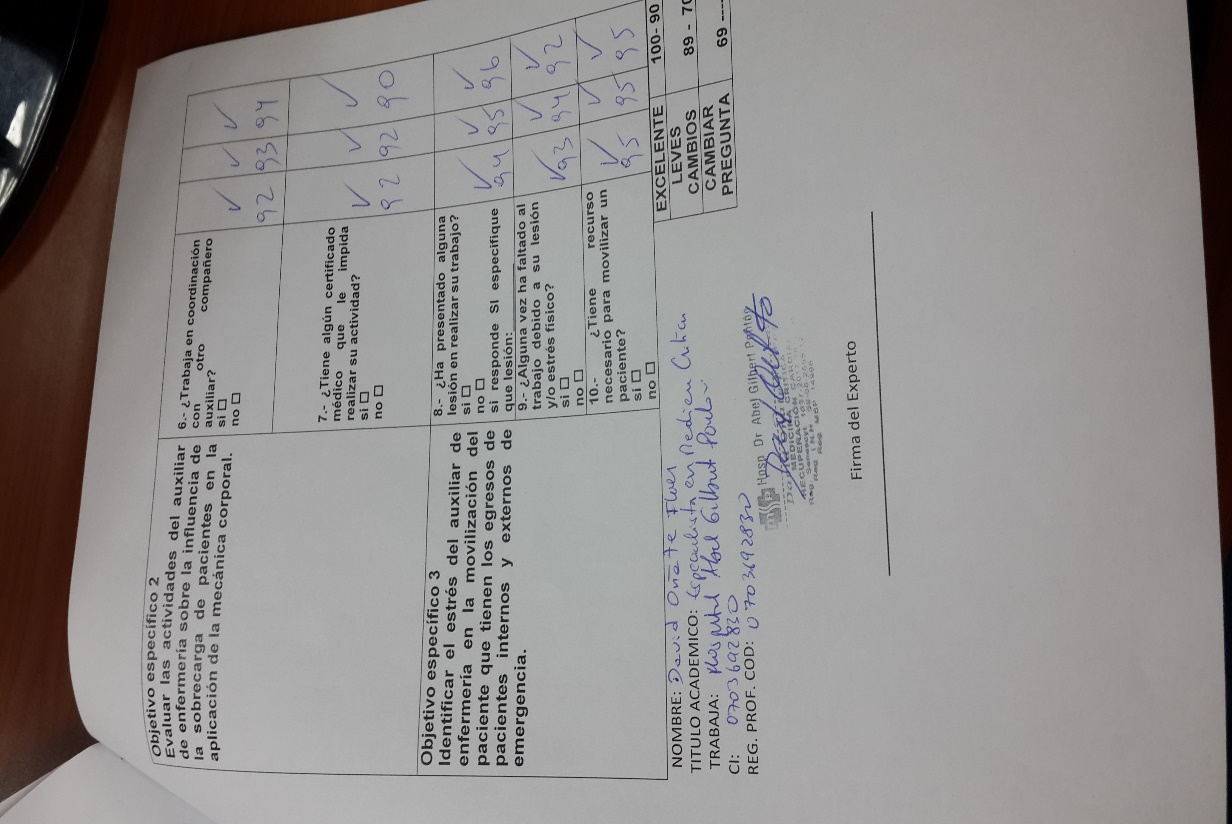 Objetivo específico 2
Evaluar las actividades del auxiliar
de enfermería sobre la influencia de
la sobrecarga de pacientes en la
aplicación de la mecánica corporal.
6.- ¿Trabaja en coordinación
con otro compañero
auxiliar?
si □
no □
✓ ✓ ✓
92 93 94
7.- ¿Tiene algún certificado
médico que le impida
realizar su actividad?
si □
no □
✓ ✓ ✓
92 92 90
Objetivo específico 3
Identificar el estrés del auxiliar de
enfermería en la movilización del
paciente que tienen los egresos de
pacientes internos y externos de
emergencia.
8.- ¿Ha presentado alguna
lesión en realizar su trabajo?
si □
no □
si responde SI especifique
que lesión:
✓ ✓ ✓
94 95 96
9.- ¿Alguna vez ha faltado al
trabajo debido a su lesión
y/o estrés físico?
si □
no □
✓ ✓ ✓
93 94 92
10.- ¿Tiene recurso
necesario para movilizar un
paciente?
si □
no □
✓ ✓ ✓
95 95 95
EXCELENTE 100- 90
LEVES CAMBIOS 89 - 70
CAMBIAR PREGUNTA 69 ----
NOMBRE: David Oñate Flores
TITULO ACADEMICO: Especialista en Medicina Critica
TRABAJA: Hospital Abel Gilbert Ponton
CI: 0703692830
REG. PROF. COD: 0703692830
Hosp Dr Abel Gilbert Pontón
MEDICINA CRITICA
Firma del Experto